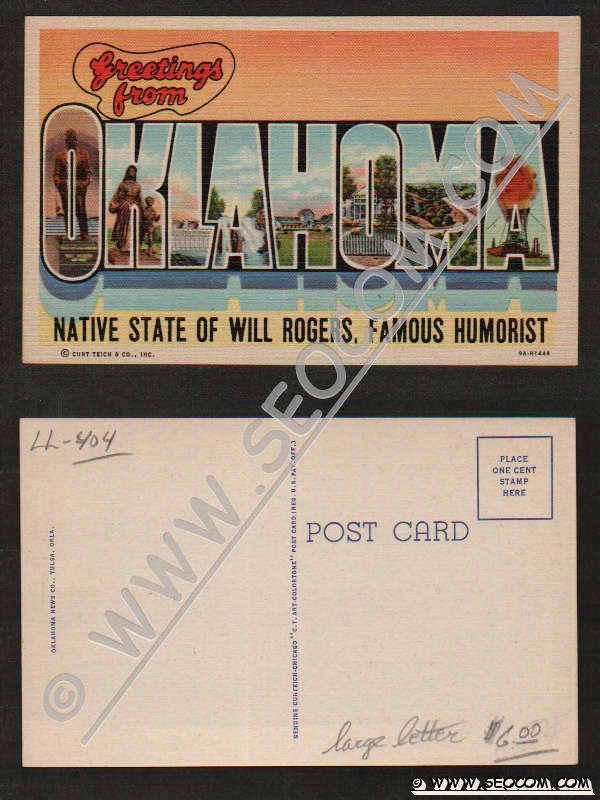 Greetings
from
OKLAHOMA
NATIVE STATE OF WILL ROGERS, FAMOUS HUMORIST
© CURT TEICH & CO., INC.
9A-H1449
LL-404
PLACE
ONE CENT
STAMP
HERE
POST CARD
OKLAHOMA NEWS CO., TULSA, OKLA.
GENUINE CURTEICH-CHICAGO "C.T. ART-COLORTONE" POST CARD (REG. U.S. PAT. OFF.)
large letter $6.00
© WWW.SEOCOM.COM
© WWW.SEOCOM.COM